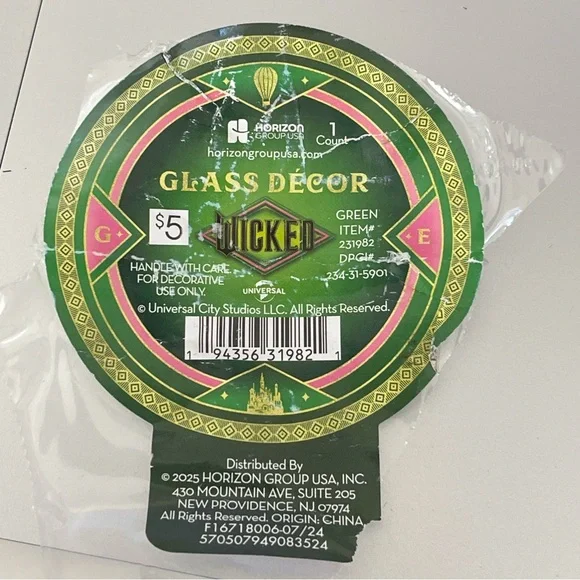 HORIZON
GROUP USA
1
Count
horizongroupusa.com
GLASS DÉCOR
G
E
$5
WICKED
GREEN
ITEM#
231982
DPCI#
234-31-5901
HANDLE WITH CARE
FOR DECORATIVE
USE ONLY.
UNIVERSAL
© Universal City Studios LLC. All Rights Reserved.
1 94356 31982 1
Distributed By
© 2025 HORIZON GROUP USA, INC.
430 MOUNTAIN AVE, SUITE 205
NEW PROVIDENCE, NJ 07974
All Rights Reserved. ORIGIN: CHINA
F16718006-07/24
570507949083524